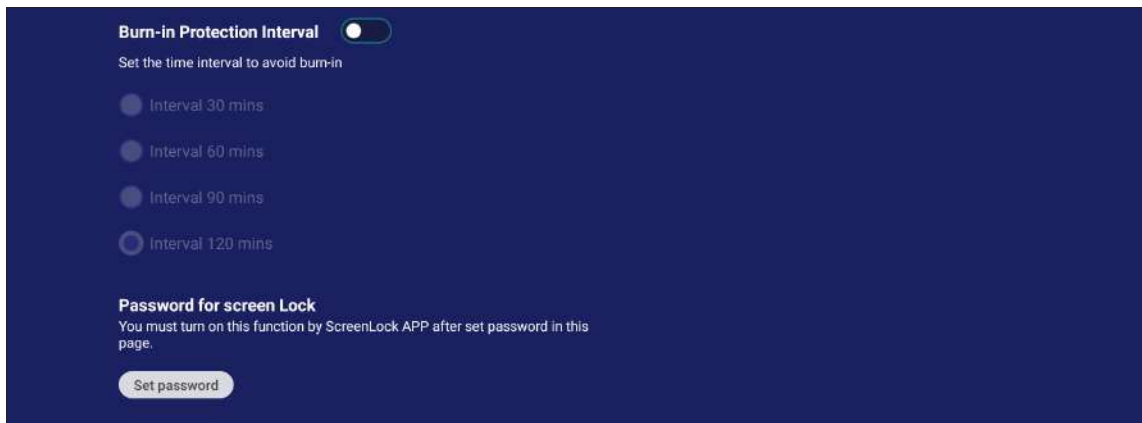 Burn-in Protection Interval
Set the time interval to avoid burn-in
Interval 30 mins
Interval 60 mins
Interval 90 mins
Interval 120 mins
Password for screen Lock
You must turn on this function by ScreenLock APP after set password in this
page.
Set password